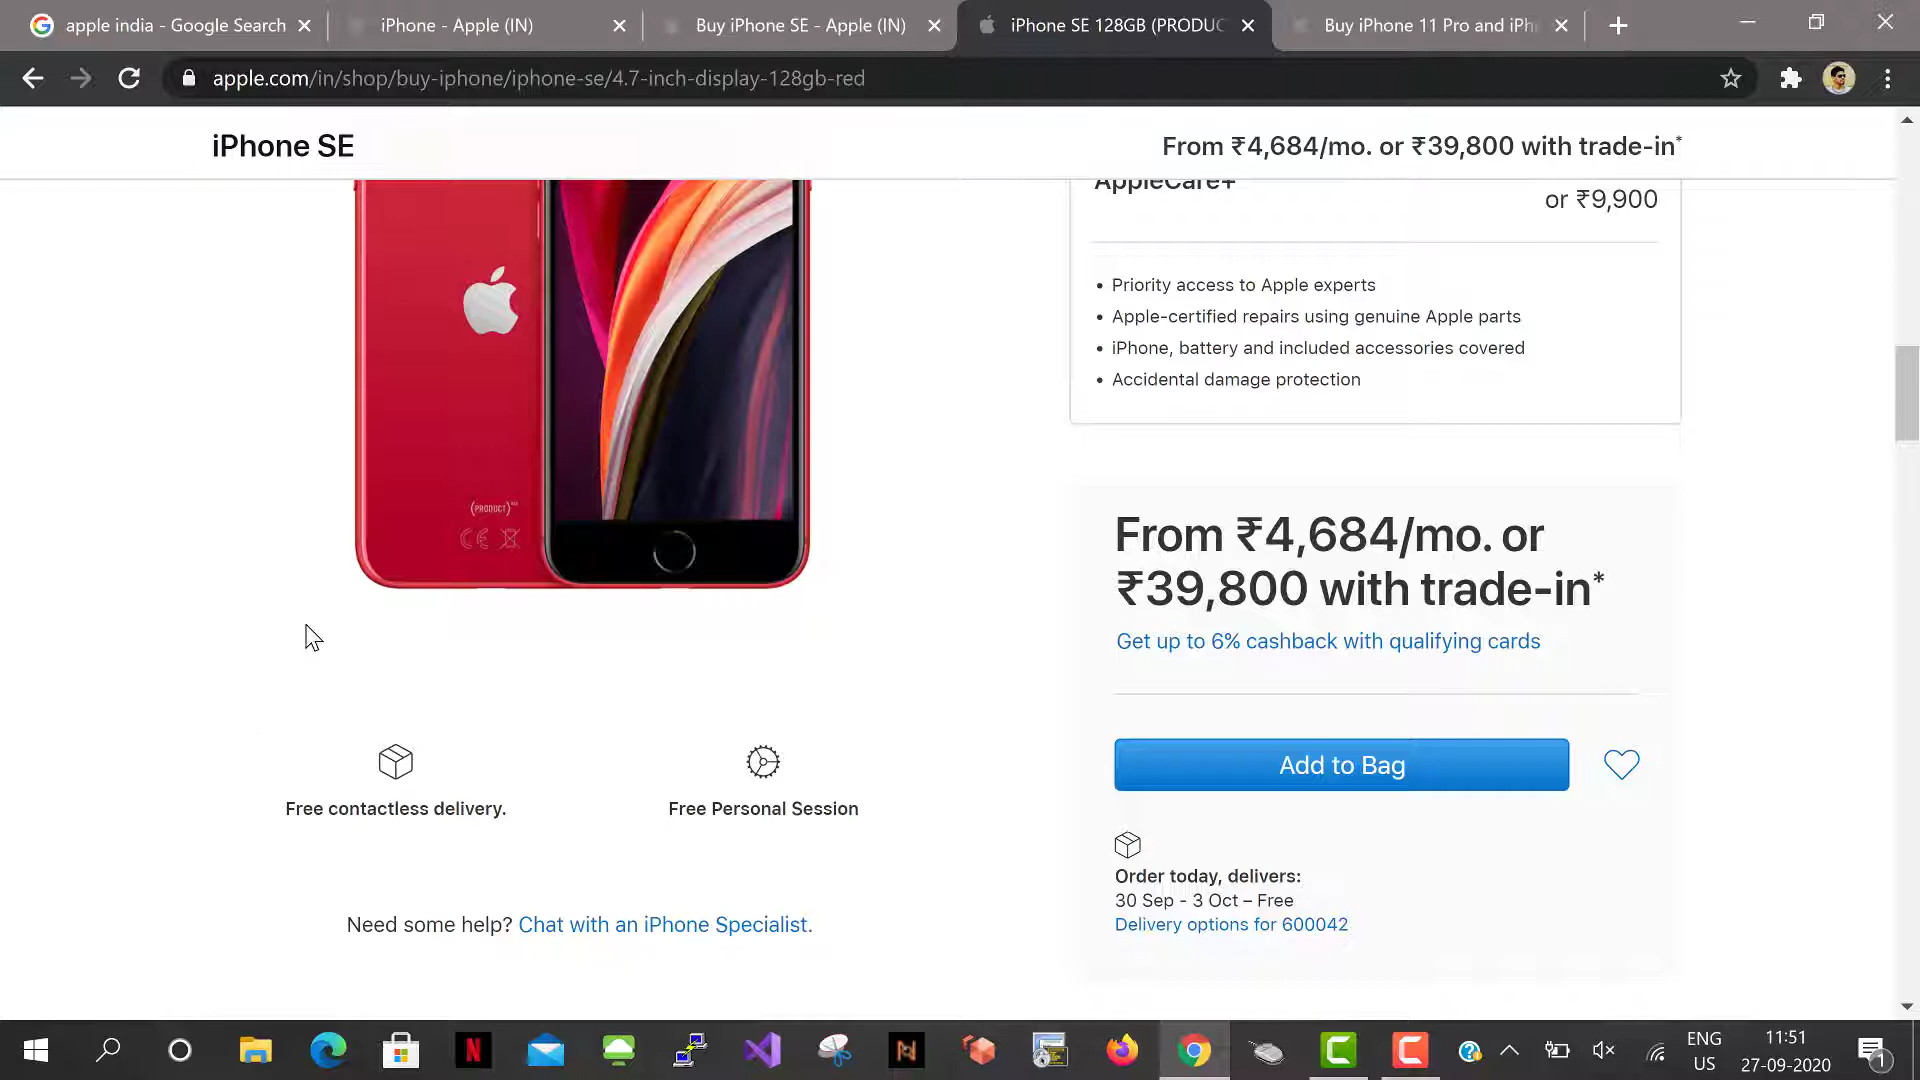 apple india - Google Search
iPhone - Apple (IN)
Buy iPhone SE - Apple (IN)
iPhone SE 128GB (PRODUC
Buy iPhone 11 Pro and iPh
apple.com/in/shop/buy-iphone/iphone-se/4.7-inch-display-128gb-red
iPhone SE
From ₹4,684/mo. or ₹39,800 with trade-in*
AppleCare+
or ₹9,900
• Priority access to Apple experts
• Apple-certified repairs using genuine Apple parts
• iPhone, battery and included accessories covered
• Accidental damage protection
(PRODUCT)RED
From ₹4,684/mo. or
₹39,800 with trade-in*
Get up to 6% cashback with qualifying cards
Add to Bag
Free contactless delivery.
Free Personal Session
Order today, delivers:
30 Sep - 3 Oct – Free
Delivery options for 600042
Need some help? Chat with an iPhone Specialist.
ENG
US
11:51
27-09-2020
1